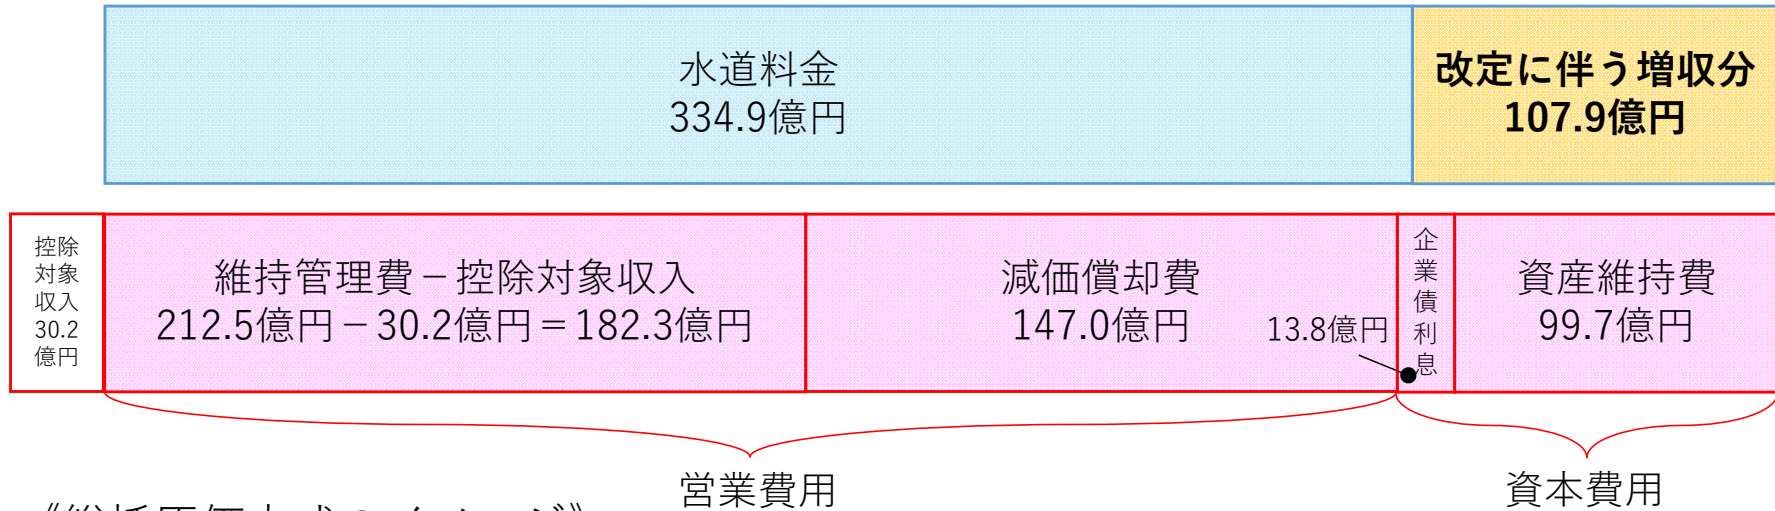 水道料金
334.9億円
改定に伴う増収分
107.9億円
控除
対象
収入
30.2
億円
維持管理費－控除対象収入
212.5億円－30.2億円＝182.3億円
減価償却費
147.0億円
13.8億円
企業債利息
資産維持費
99.7億円
営業費用
資本費用